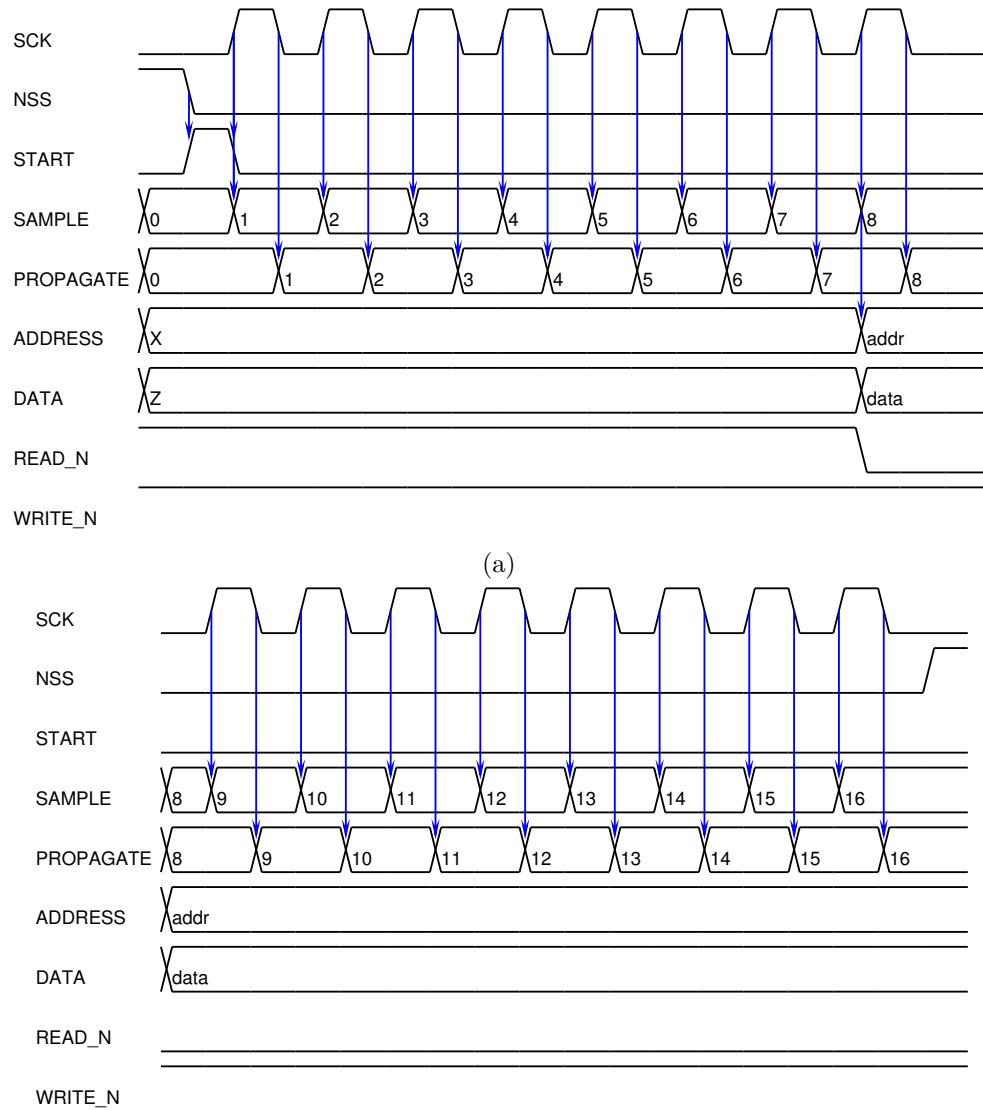 SCK
NSS
START
SAMPLE 0 1 2 3 4 5 6 7 8
PROPAGATE 0 1 2 3 4 5 6 7 8
ADDRESS X addr
DATA Z data
READ_N
WRITE_N
(a)
SCK
NSS
START
SAMPLE 8 9 10 11 12 13 14 15 16
PROPAGATE 8 9 10 11 12 13 14 15 16
ADDRESS addr
DATA data
READ_N
WRITE_N